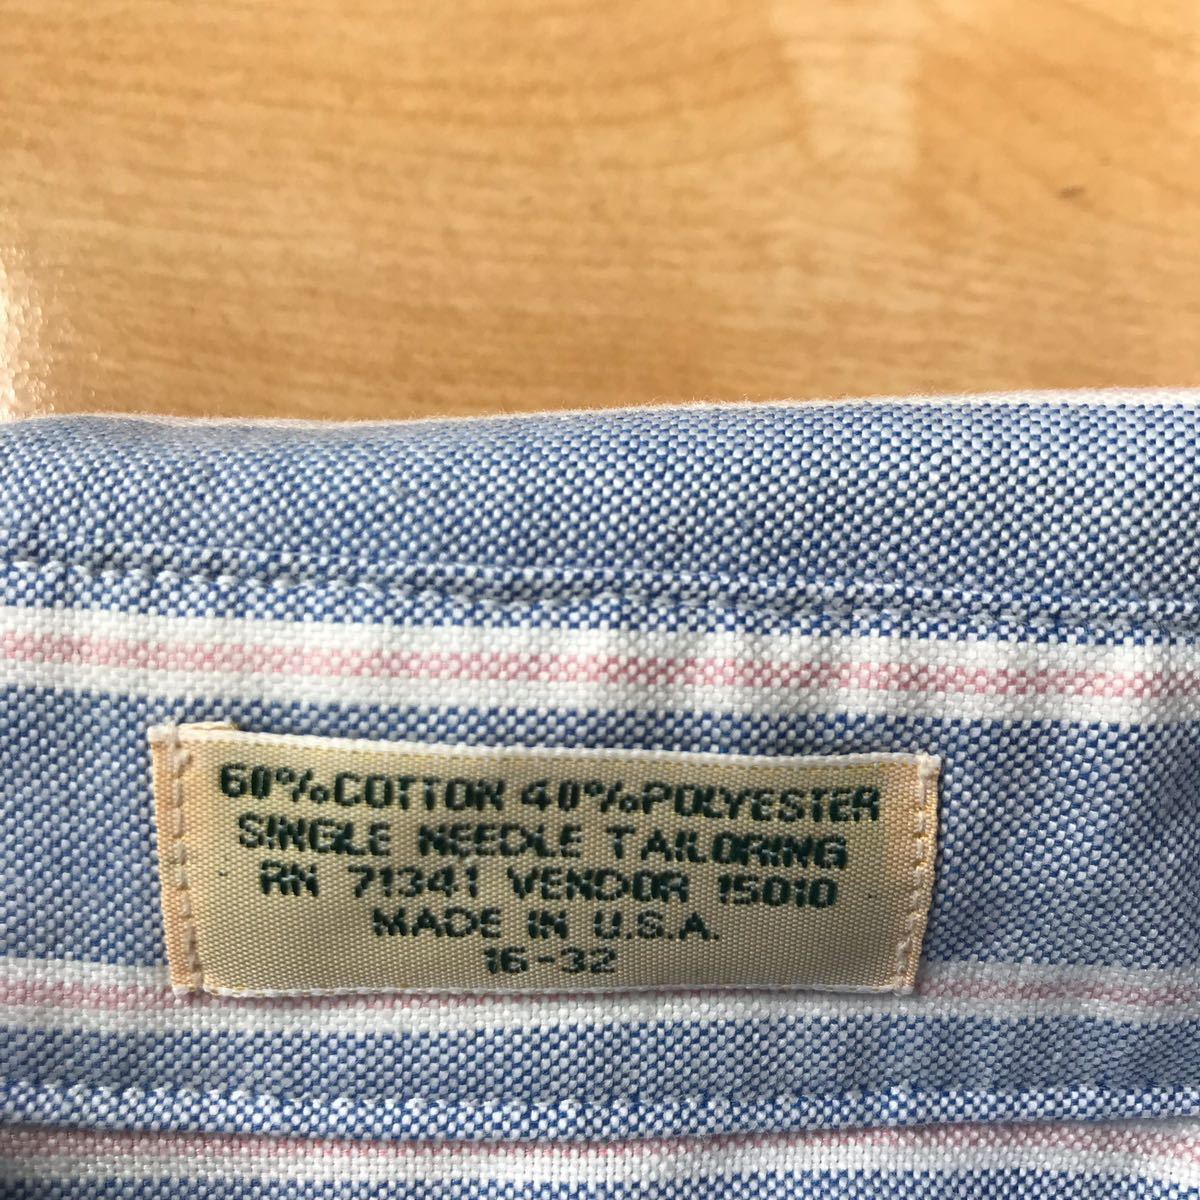 60%COTTON 40%POLYESTER
SINGLE NEEDLE TAILORING
RN 71341 VENDOR 15010
MADE IN U.S.A.
16-32